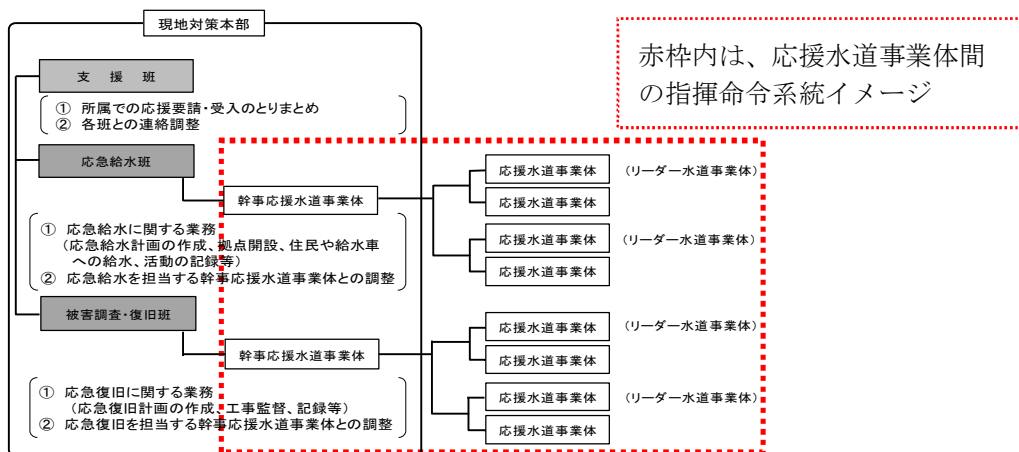 現地対策本部
赤枠内は、応援水道事業体間
の指揮命令系統イメージ
支 援 班
① 所属での応援要請・受入のとりまとめ
② 各班との連絡調整
応急給水班
幹事応援水道事業体
① 応急給水に関する業務
(応急給水計画の作成、拠点開設、住民や給水車
への給水、活動の記録等)
② 応急給水を担当する幹事応援水道事業体との調整
応援水道事業体 (リーダー水道事業体)
応援水道事業体
応援水道事業体 (リーダー水道事業体)
応援水道事業体
被害調査・復旧班
幹事応援水道事業体
① 応急復旧に関する業務
(応急復旧計画の作成、工事監督、記録等)
② 応急復旧を担当する幹事応援水道事業体との調整
応援水道事業体 (リーダー水道事業体)
応援水道事業体
応援水道事業体 (リーダー水道事業体)
応援水道事業体